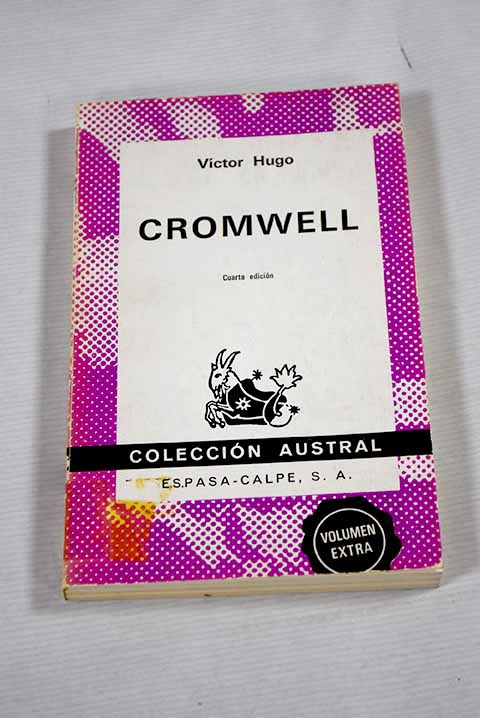 Víctor Hugo
CROMWELL
Cuarta edición
COLECCIÓN AUSTRAL
ESPASA-CALPE, S. A.
VOLUMEN
EXTRA